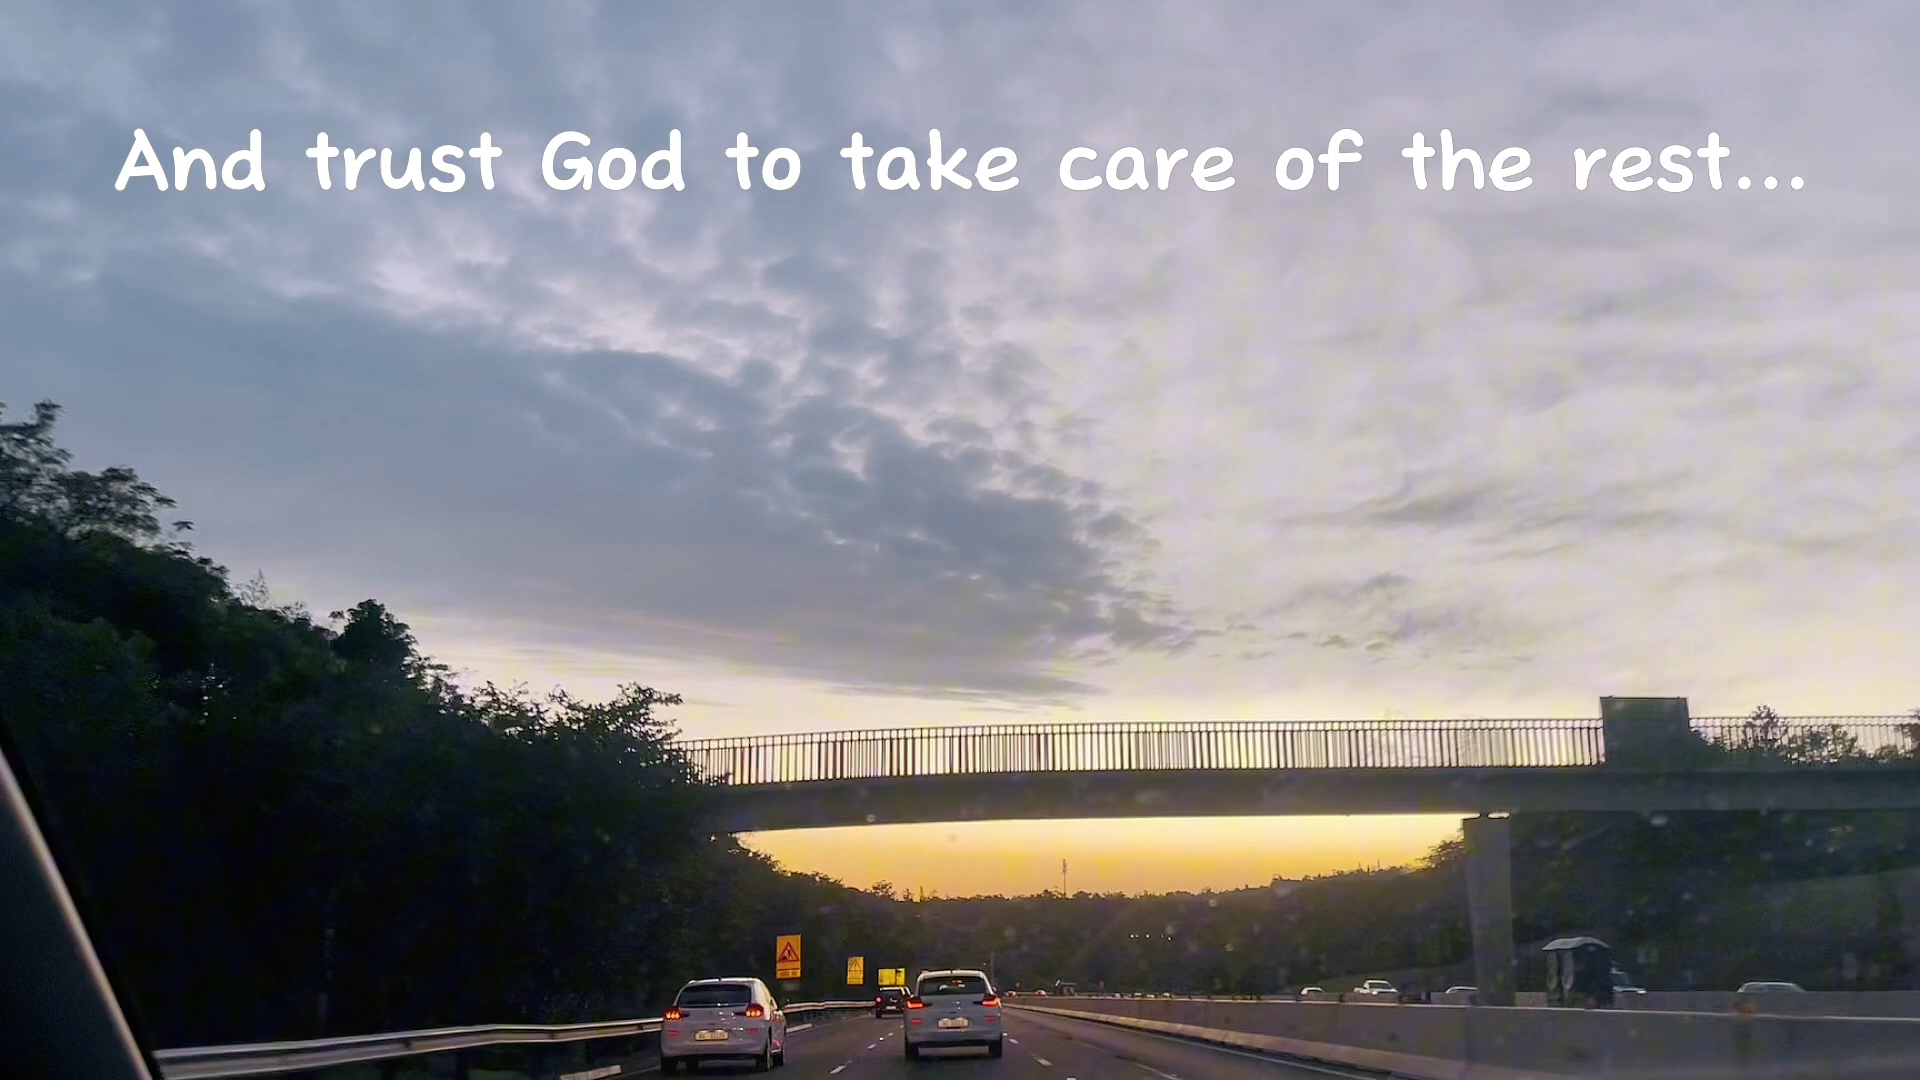 And trust God to take care of the rest...